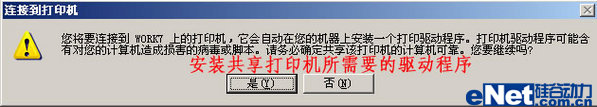 连接到打印机
您将要连接到 WORK7 上的打印机，它会自动在您的机器上安装一个打印驱动程序。打印机驱动程序可能含
有对您的计算机造成损害的病毒或脚本。请务必确定共享该打印机的计算机可靠。您要继续吗?
安装共享打印机所需要的驱动程序
是(Y)
否(N)
eNet硅谷动力
.com.cn